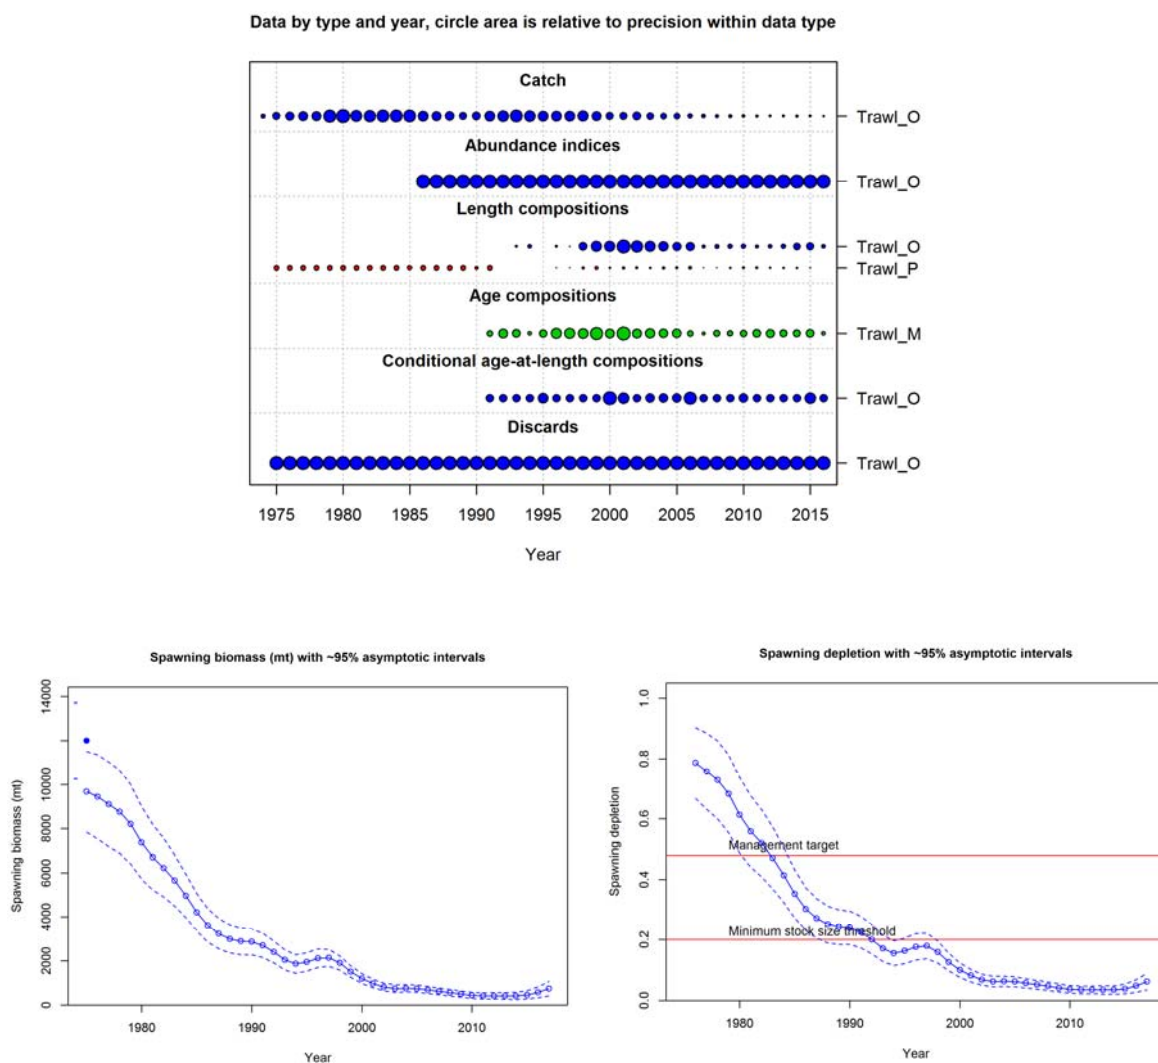 Data by type and year, circle area is relative to precision within data type
Catch
Trawl_O
Abundance indices
Trawl_O
Length compositions
Trawl_O
Trawl_P
Age compositions
Trawl_M
Conditional age-at-length compositions
Trawl_O
Discards
Trawl_O
1975 1980 1985 1990 1995 2000 2005 2010 2015
Year
Spawning biomass (mt) with ~95% asymptotic intervals
Spawning biomass (mt)
14000
10000
8000
6000
4000
2000
0
1980 1990 2000 2010
Year
Spawning depletion with ~95% asymptotic intervals
Spawning depletion
1.0
0.8
0.6
0.4
0.2
0.0
Management target
Minimum stock size threshold
1980 1990 2000 2010
Year